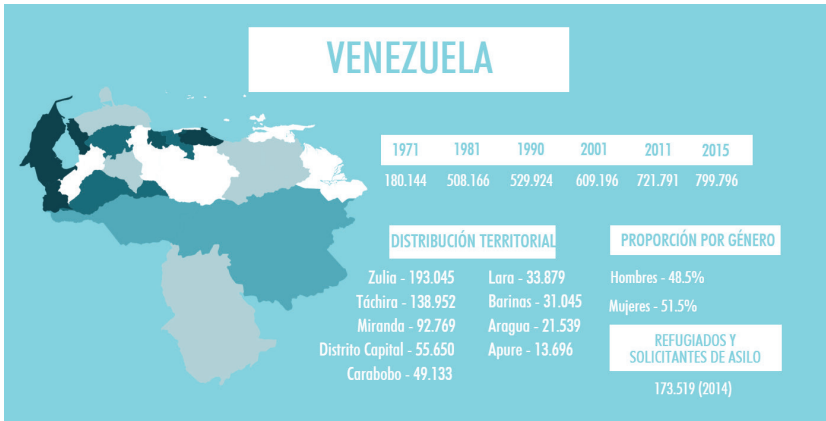 VENEZUELA
1971 1981 1990 2001 2011 2015
180.144 508.166 529.924 609.196 721.791 799.796
DISTRIBUCIÓN TERRITORIAL
Zulia - 193.045
Táchira - 138.952
Miranda - 92.769
Distrito Capital - 55.650
Carabobo - 49.133
Lara - 33.879
Barinas - 31.045
Aragua - 21.539
Apure - 13.696
PROPORCIÓN POR GÉNERO
Hombres - 48.5%
Mujeres - 51.5%
REFUGIADOS Y
SOLICITANTES DE ASILO
173.519 (2014)